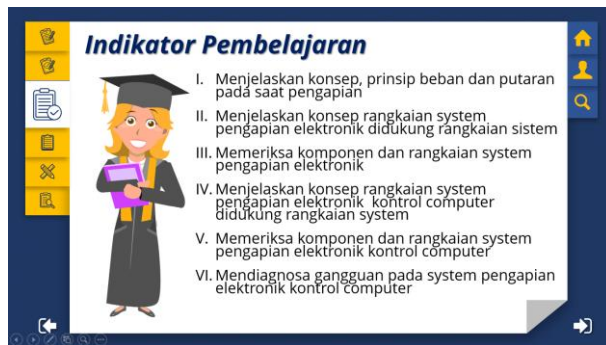 Indikator Pembelajaran
I. Menjelaskan konsep, prinsip beban dan putaran
pada saat pengapian
II. Menjelaskan konsep rangkaian system
pengapian elektronik didukung rangkaian sistem
III. Memeriksa komponen dan rangkaian system
pengapian elektronik
IV. Menjelaskan konsep rangkaian system
pengapian elektronik kontrol computer
didukung rangkaian system
V. Memeriksa komponen dan rangkaian system
pengapian elektronik kontrol computer
VI. Mendiagnosa gangguan pada system pengapian
elektronik kontrol computer